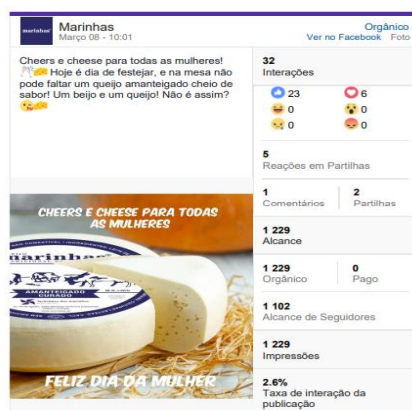 marinhas
Marinhas
Março 08 - 10:01
Orgânico
Ver no Facebook Foto
Cheers e cheese para todas as mulheres!
🥂🧀 Hoje é dia de festejar, e na mesa não
pode faltar um queijo amanteigado cheio de
sabor! Um beijo e um queijo! Não é assim?
😘🧀
CHEERS E CHEESE PARA TODAS
AS MULHERES
marinhas
AMANTEIGADO
CURADO
FELIZ DIA DA MULHER
32
Interações
23 6
0 0
0 0
5
Reações em Partilhas
1 2
Comentários Partilhas
1 229
Alcance
1 229 0
Orgânico Pago
1 102
Alcance de Seguidores
1 229
Impressões
2.6%
Taxa de interação da
publicação